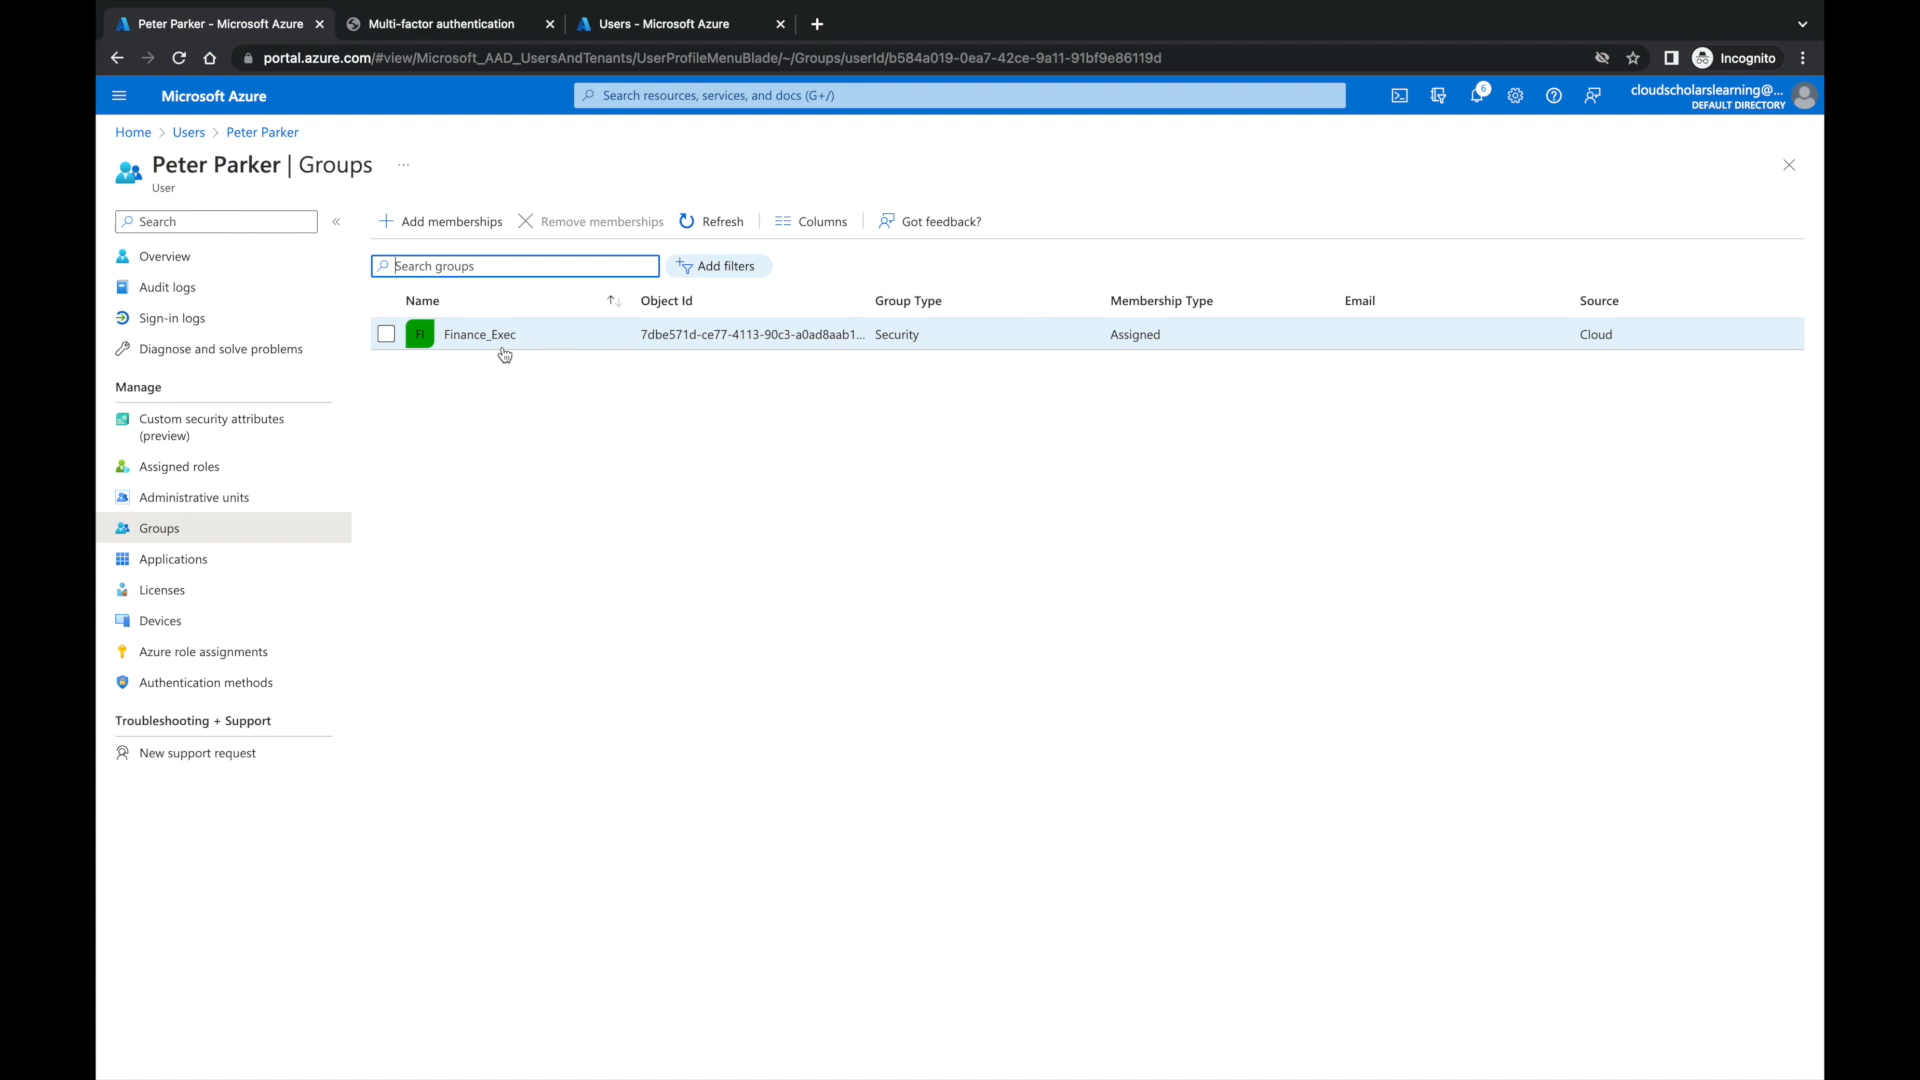 Peter Parker - Microsoft Azure
Multi-factor authentication
Users - Microsoft Azure
portal.azure.com/#view/Microsoft_AAD_UsersAndTenants/UserProfileMenuBlade/~/Groups/userId/b584a019-0ea7-42ce-9a11-91bf9e86119d
Incognito
Microsoft Azure
Search resources, services, and docs (G+/)
6
cloudscholarslearning@...
DEFAULT DIRECTORY
Home > Users > Peter Parker
Peter Parker | Groups ...
User
Search
«
Add memberships
Remove memberships
Refresh
Columns
Got feedback?
Overview
Audit logs
Sign-in logs
Diagnose and solve problems
Manage
Custom security attributes
(preview)
Assigned roles
Administrative units
Groups
Applications
Licenses
Devices
Azure role assignments
Authentication methods
Troubleshooting + Support
New support request
Search groups
Add filters
Name Object Id Group Type Membership Type Email Source
FI Finance_Exec 7dbe571d-ce77-4113-90c3-a0ad8aab1... Security Assigned Cloud